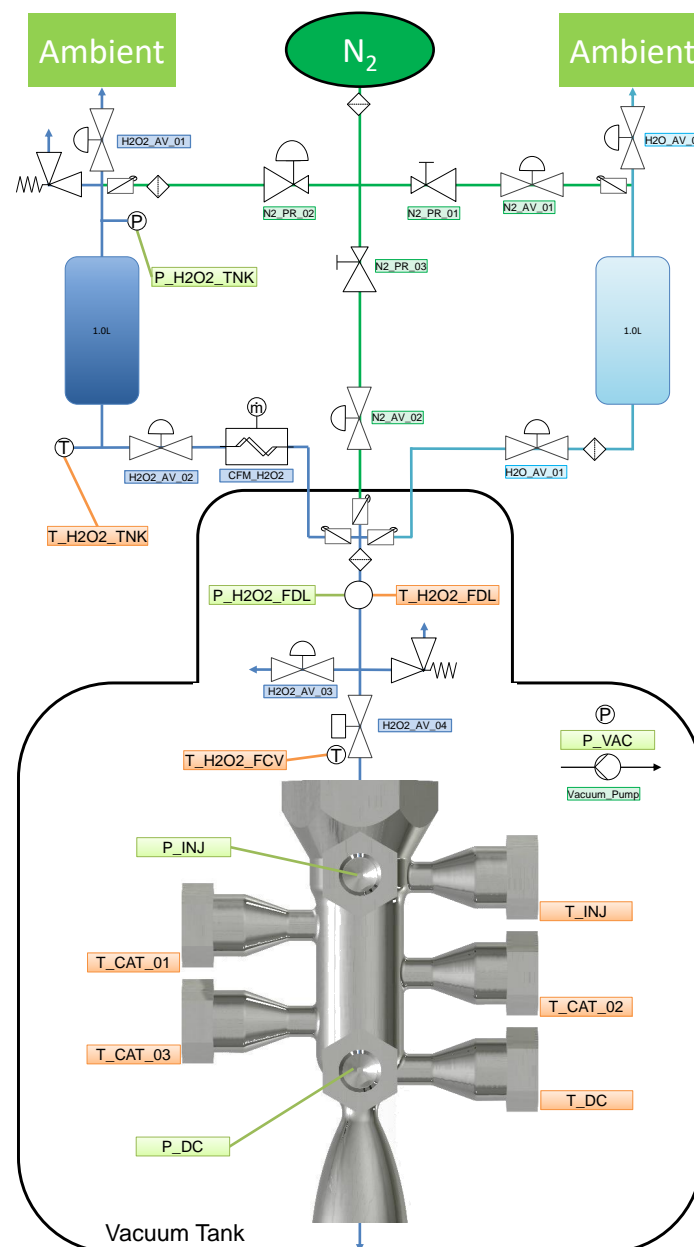 Ambient
N2
Ambient
H2O2_AV_01
H2O_AV_0
N2_PR_02
N2_PR_01
N2_AV_01
P
P_H2O2_TNK
N2_PR_03
1.0L
1.0L
N2_AV_02
ṁ
T
H2O2_AV_02
CFM_H2O2
H2O_AV_01
T_H2O2_TNK
P_H2O2_FDL
T_H2O2_FDL
H2O2_AV_03
H2O2_AV_04
P
P_VAC
T_H2O2_FCV
T
Vacuum_Pump
P_INJ
T_INJ
T_CAT_01
T_CAT_02
T_CAT_03
T_DC
P_DC
Vacuum Tank